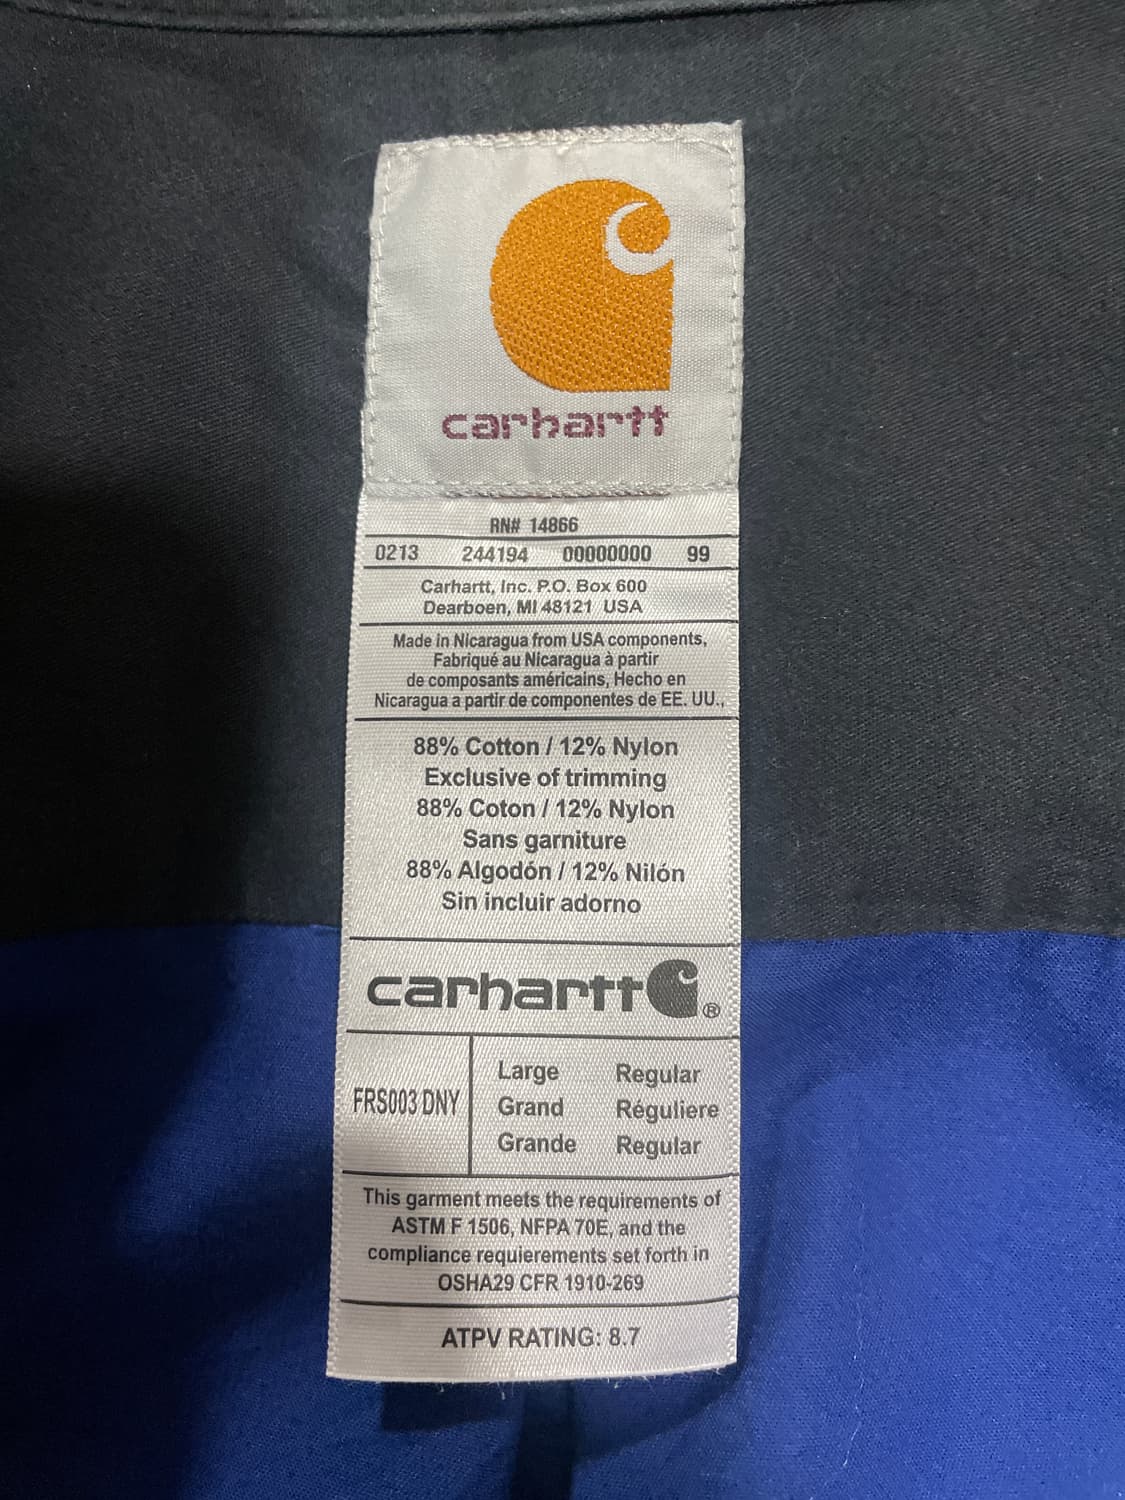 carhartt
RN# 14866
0213 244194 00000000 99
Carhartt, Inc. P.O. Box 600
Dearboen, MI 48121 USA
Made in Nicaragua from USA components,
Fabriqué au Nicaragua à partir
de composants américains, Hecho en
Nicaragua a partir de componentes de EE. UU.,
88% Cotton / 12% Nylon
Exclusive of trimming
88% Coton / 12% Nylon
Sans garniture
88% Algodón / 12% Nilón
Sin incluir adorno
carhartt ®
FRS003 DNY
Large Regular
Grand Réguliere
Grande Regular
This garment meets the requirements of
ASTM F 1506, NFPA 70E, and the
compliance requierements set forth in
OSHA29 CFR 1910-269
ATPV RATING: 8.7